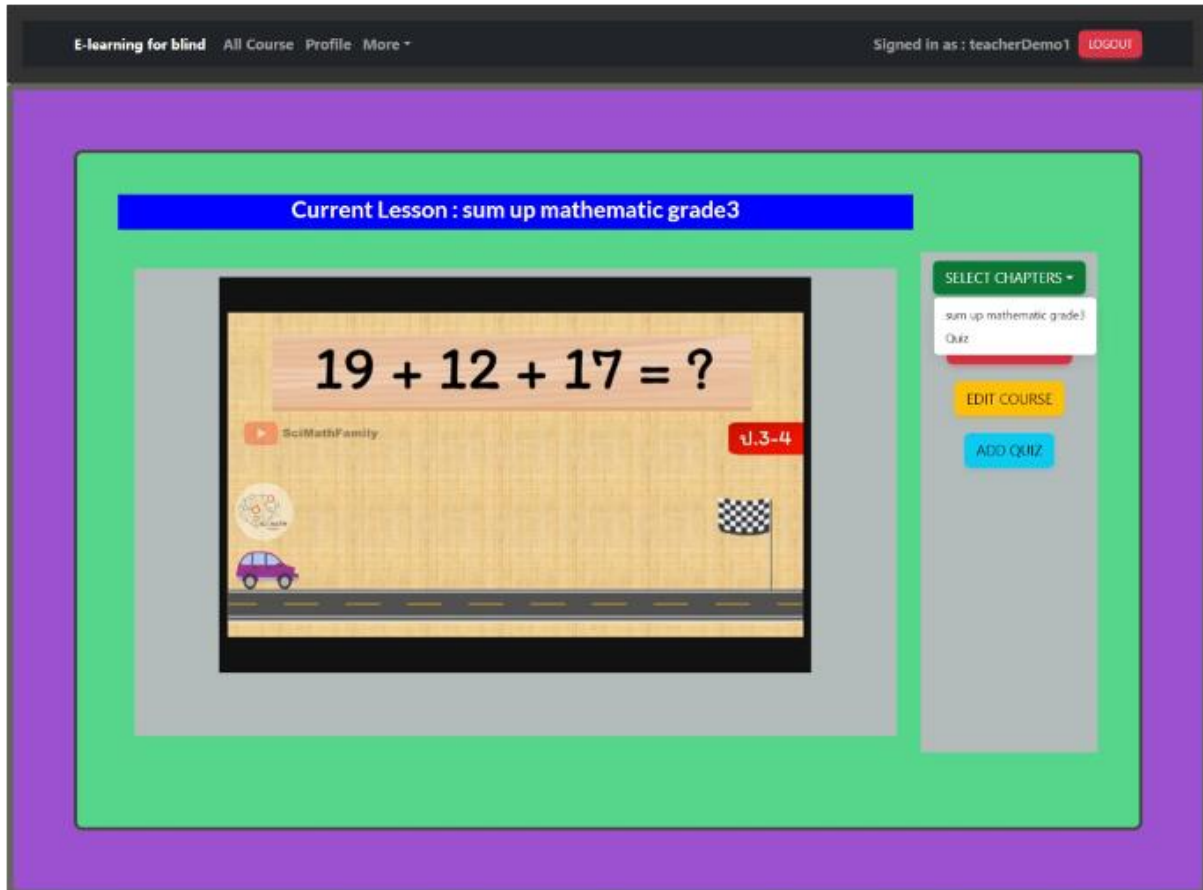 E-learning for blind All Course Profile More
Signed in as : teacherDemo1 LOGOUT
Current Lesson : sum up mathematic grade3
19 + 12 + 17 = ?
SciMathFamily
ป.3-4
SELECT CHAPTERS
sum up mathematic grade3
Quiz
EDIT COURSE
ADD QUIZ